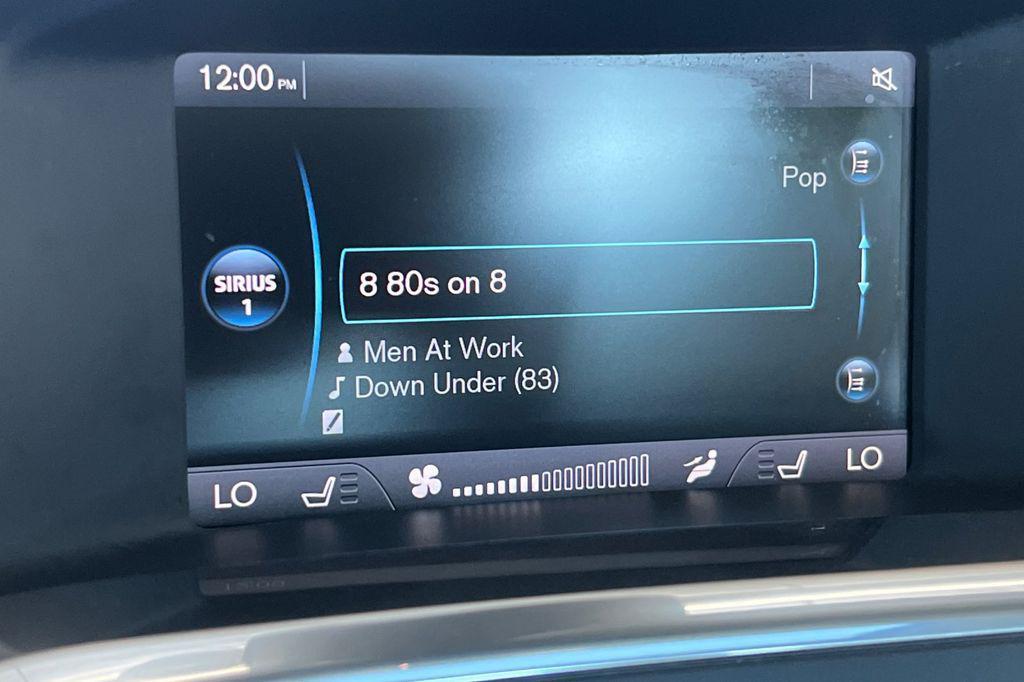 12:00 PM
Pop
SIRIUS
1
8 80s on 8
Men At Work
Down Under (83)
LO
LO